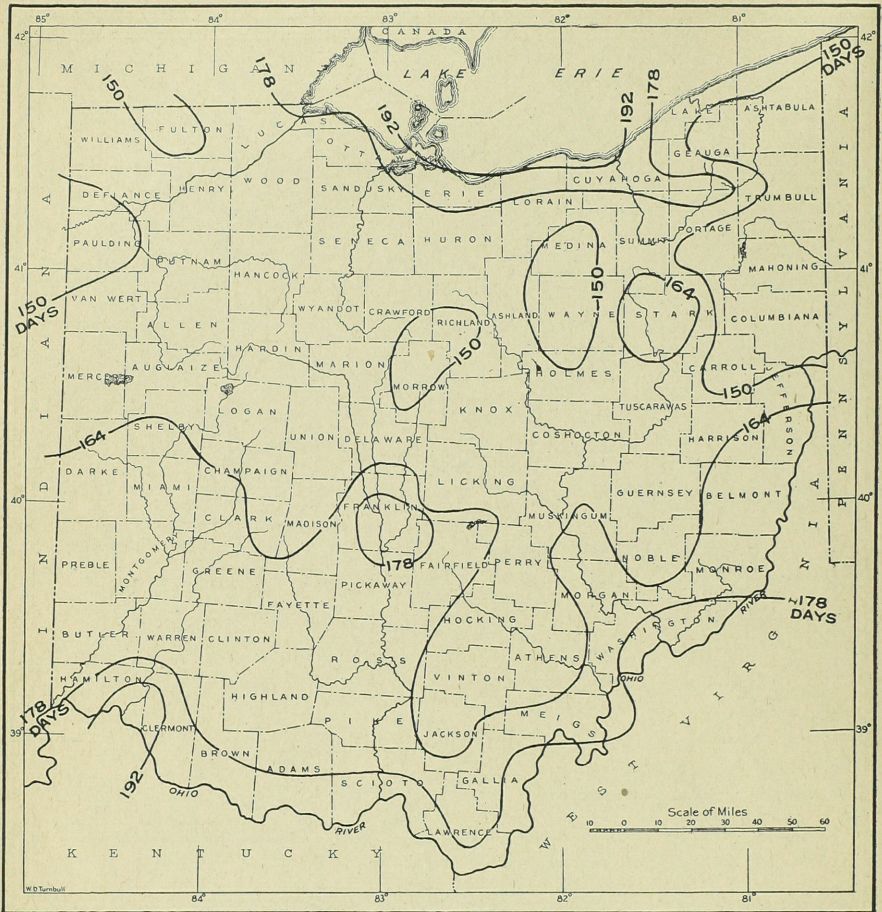 85° 84° 83° 82° 81°
42° CANADA 42°
MICHIGAN LAKE ERIE
150 DAYS
150 178 192 192 178
WILLIAMS FULTON LUCAS OTTAWA LAKE ASHTABULA
GEAUGA
DEFIANCE HENRY WOOD SANDUSKY ERIE LORAIN CUYAHOGA TRUMBULL
PAULDING PUTNAM SENECA HURON MEDINA SUMMIT PORTAGE
41° HANCOCK MAHONING 41°
150 DAYS
VAN WERT ALLEN WYANDOT CRAWFORD RICHLAND ASHLAND WAYNE STARK COLUMBIANA
150 164
HARDIN 150
MERCER AUGLAIZE MARION MORROW HOLMES CARROLL JEFFERSON
150
LOGAN KNOX TUSCARAWAS
164 SHELBY UNION DELAWARE COSHOCTON HARRISON 164
DARKE MIAMI CHAMPAIGN LICKING GUERNSEY BELMONT
40° 40°
CLARK MADISON FRANKLIN MUSKINGUM
178
PREBLE MONTGOMERY GREENE PICKAWAY FAIRFIELD PERRY NOBLE MONROE
FAYETTE MORGAN
178 DAYS
BUTLER WARREN CLINTON HOCKING WASHINGTON RIVER
ROSS ATHENS
HAMILTON VINTON OHIO
HIGHLAND
178 DAYS
39° CLERMONT PIKE JACKSON MEIGS 39°
BROWN
ADAMS SCIOTO GALLIA
192
OHIO
RIVER LAWRENCE
INDIANA
PENNSYLVANIA
WEST VIRGINIA
KENTUCKY
Scale of Miles
10 0 10 20 30 40 50 60
W.D Turnbull
84° 83° 82° 81°